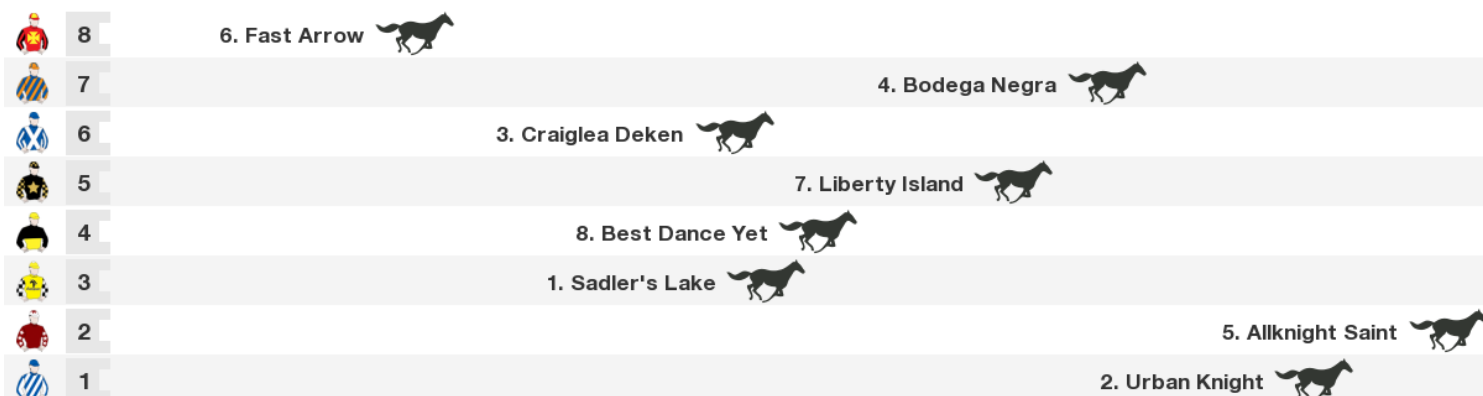 8 6. Fast Arrow
7 4. Bodega Negra
6 3. Craiglea Deken
5 7. Liberty Island
4 8. Best Dance Yet
3 1. Sadler's Lake
2 5. Allknight Saint
1 2. Urban Knight